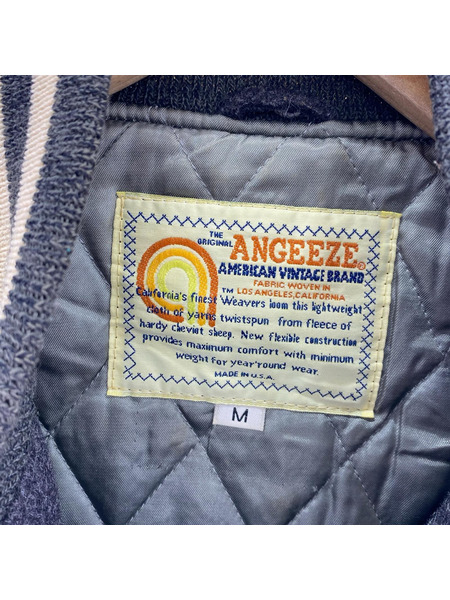 THE
ORIGINAL ANGEEZE®
AMERICAN VINTAGE BRAND
FABRIC WOVEN IN
TM LOS ANGELES, CALIFORNIA
California's finest Weavers loom this lightweight
cloth of yarns twistspun from fleece of
hardy cheviot sheep. New flexible construction
provides maximum comfort with minimum
weight for year'round wear.
MADE IN U.S.A.
M